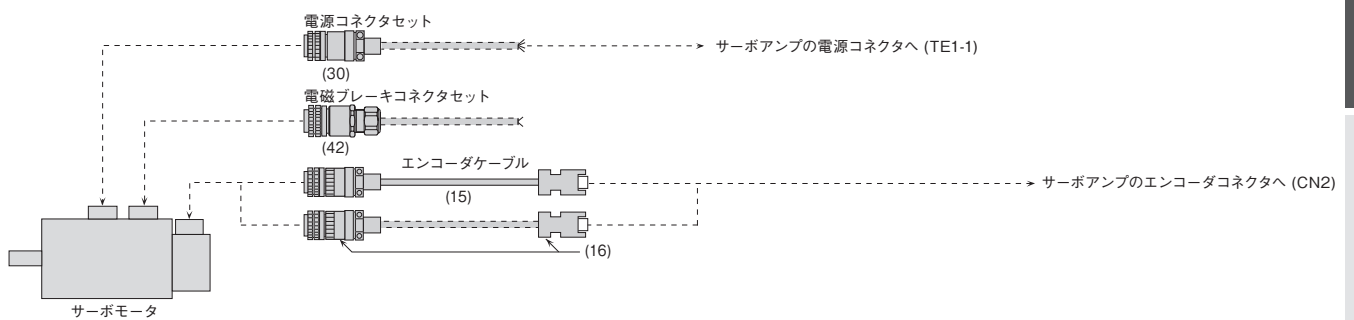 電源コネクタセット
サーボアンプの電源コネクタへ (TE1-1)
(30)
電磁ブレーキコネクタセット
(42)
エンコーダケーブル
(15)
サーボアンプのエンコーダコネクタへ (CN2)
(16)
サーボモータ